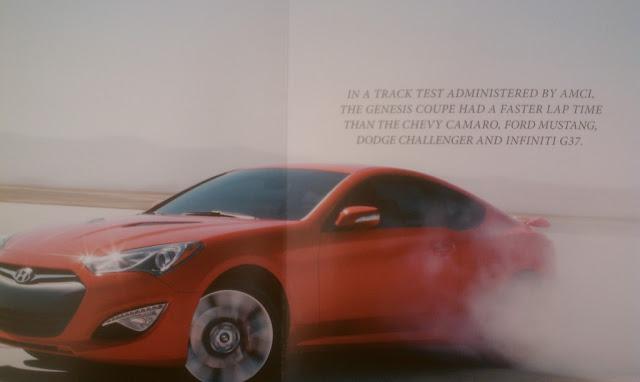 IN A TRACK TEST ADMINISTERED BY AMCI,
THE GENESIS COUPE HAD A FASTER LAP TIME
THAN THE CHEVY CAMARO, FORD MUSTANG,
DODGE CHALLENGER AND INFINITI G37.